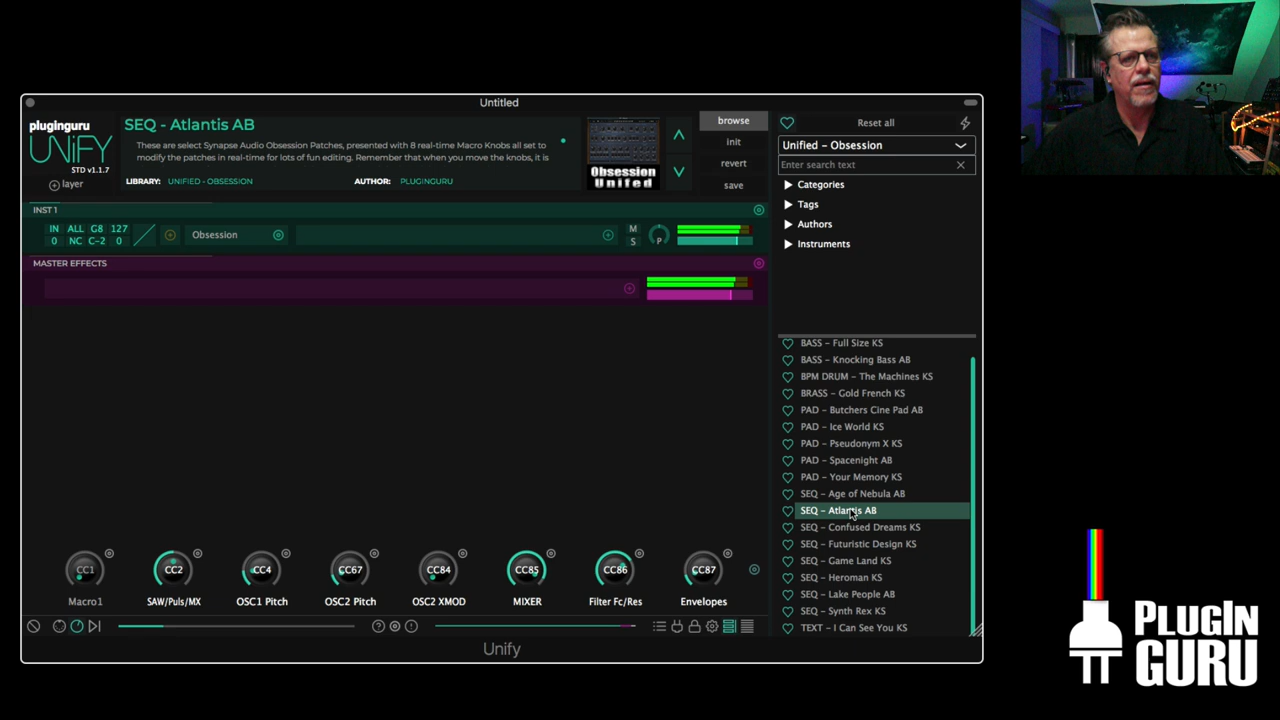 Untitled
pluginguru
UNiFY
STD v1.1.7
layer
SEQ - Atlantis AB
These are select Synapse Audio Obsession Patches, presented with 8 real-time Macro Knobs all set to
modify the patches in real-time for lots of fun editing. Remember that when you move the knobs, it is
LIBRARY: UNIFIED - OBSESSION AUTHOR: PLUGINGURU
Obsession
United
browse
init
revert
save
Reset all
Unified - Obsession
Enter search text
Categories
Tags
Authors
Instruments
INST 1
IN ALL G8 127
0 NC C-2 0
Obsession
M
S
P
MASTER EFFECTS
BASS - Full Size KS
BASS - Knocking Bass AB
BPM DRUM - The Machines KS
BRASS - Gold French KS
PAD - Butchers Cine Pad AB
PAD - Ice World KS
PAD - Pseudonym X KS
PAD - Spacenight AB
PAD - Your Memory KS
SEQ - Age of Nebula AB
SEQ - Atlantis AB
SEQ - Confused Dreams KS
SEQ - Futuristic Design KS
SEQ - Game Land KS
SEQ - Heroman KS
SEQ - Lake People AB
SEQ - Synth Rex KS
TEXT - I Can See You KS
CC1 CC2 CC4 CC67 CC84 CC85 CC86 CC87
Macro1 SAW/Puls/MX OSC1 Pitch OSC2 Pitch OSC2 XMOD MIXER Filter Fc/Res Envelopes
Unify
PLUGIN
GURU